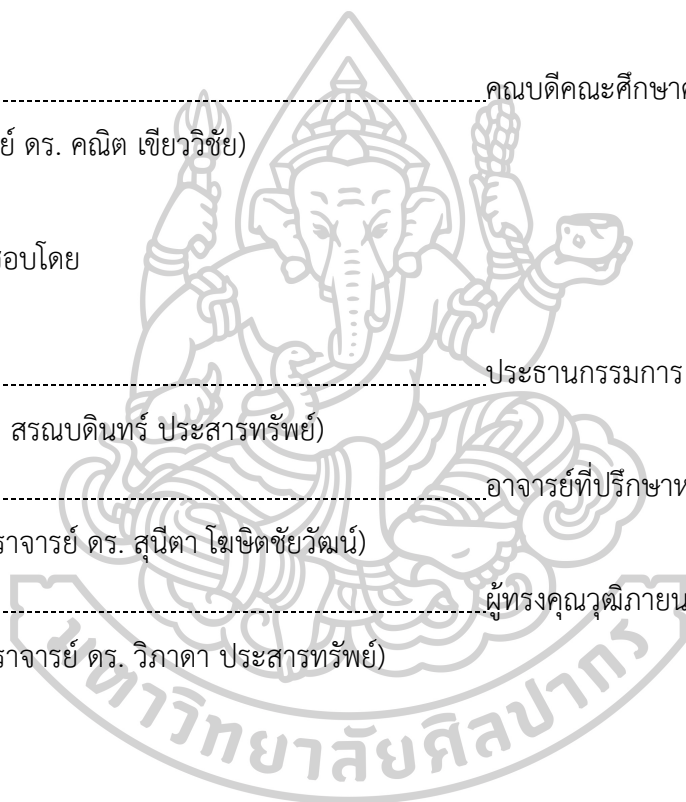 คณบดีคณะศึกษา
ย์ ดร. คณิต เขียววิชัย)
อบโดย
ประธานกรรมการ
สรณบดินทร์ ประสารทรัพย์)
อาจารย์ที่ปรึกษา
ราจารย์ ดร. สุนีตา โฆษิตชัยวัฒน์)
ผู้ทรงคุณวุฒิภายน
ราจารย์ ดร. วิภาดา ประสารทรัพย์)
มหาวิทยาลัยศิลปากร